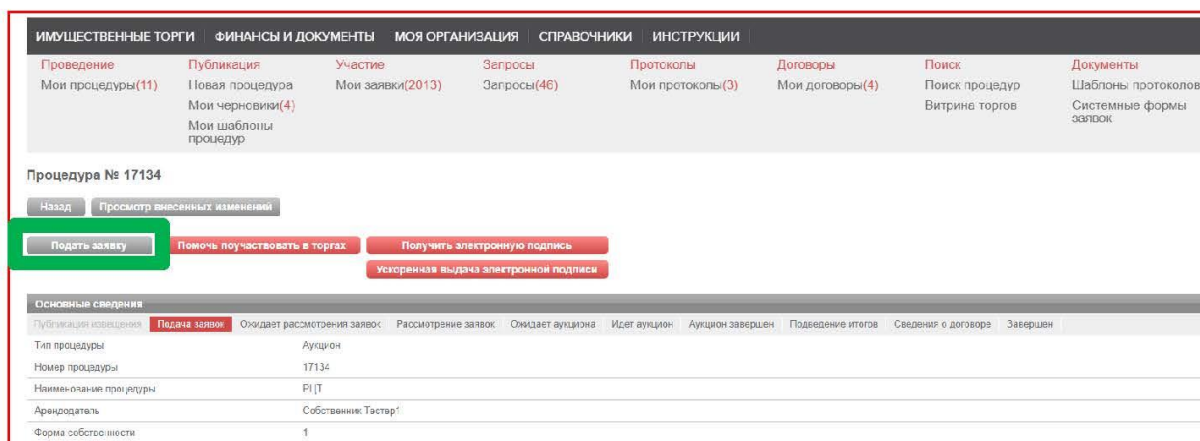 ИМУЩЕСТВЕННЫЕ ТОРГИ ФИНАНСЫ И ДОКУМЕНТЫ МОЯ ОРГАНИЗАЦИЯ СПРАВОЧНИКИ ИНСТРУКЦИИ
Проведение Публикация Участие Запросы Протоколы Договоры Поиск Документы
Мои процедуры(11) Новая процедура Мои заявки(2013) Запросы(46) Мои протоколы(3) Мои договоры(4) Поиск процедур Шаблоны протоколов
Мои черновики(4) Витрина торгов Системные формы
Мои шаблоны заявок
процедур
Процедура № 17134
Назад Просмотр внесенных изменений
Подать заявку Помочь поучаствовать в торгах Получить электронную подпись
Ускоренная выдача электронной подписи
Основные сведения
Публикация извещения Подача заявок Ожидает рассмотрения заявок Рассмотрение заявок Ожидает аукциона Идет аукцион Аукцион завершен Подведение итогов Сведения о договоре Завершен
Тип процедуры Аукцион
Номер процедуры 17134
Наименование процедуры
Арендодатель Собственник Тестер1
Форма собственности 1